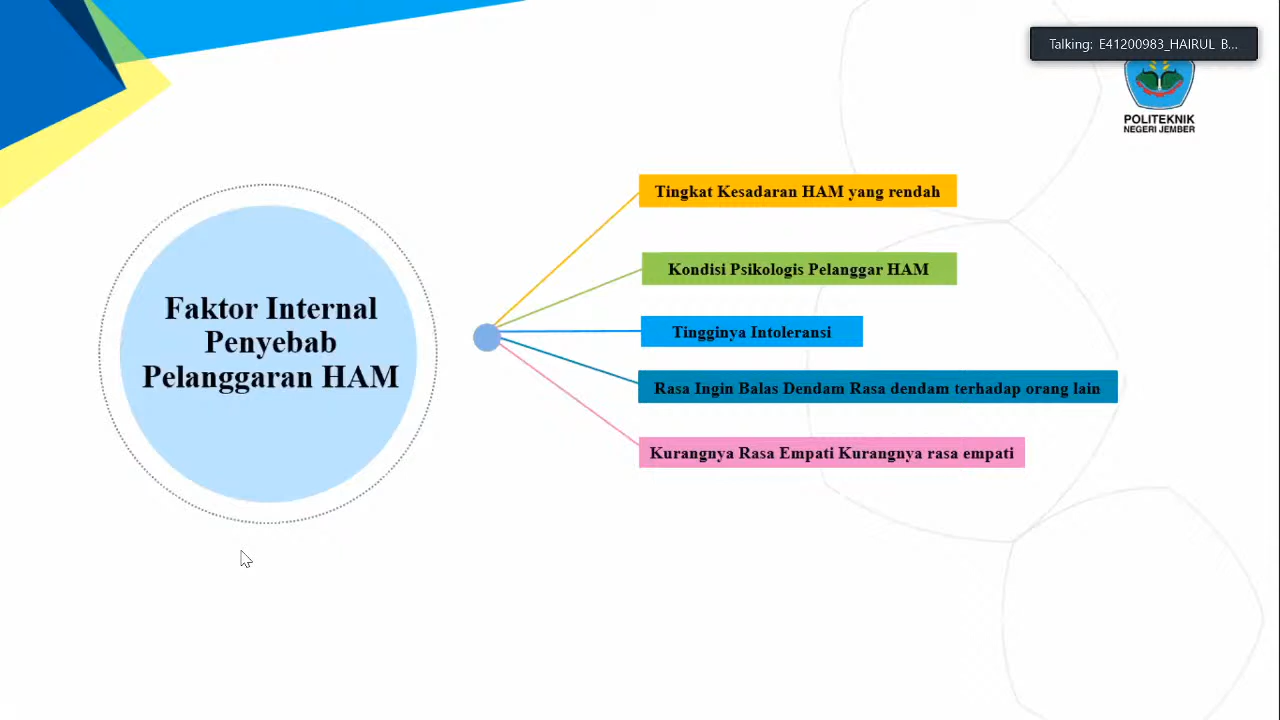 Talking: E41200983_HAIRUL B...
POLITEKNIK
NEGERI JEMBER
Faktor Internal
Penyebab
Pelanggaran HAM
Tingkat Kesadaran HAM yang rendah
Kondisi Psikologis Pelanggar HAM
Tingginya Intoleransi
Rasa Ingin Balas Dendam Rasa dendam terhadap orang lain
Kurangnya Rasa Empati Kurangnya rasa empati